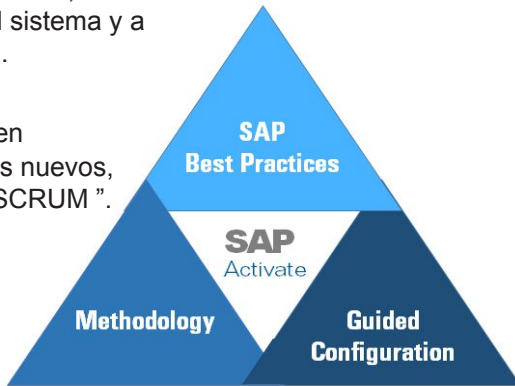 l sistema y a
.
en
s nuevos,
SCRUM ”.
SAP
Best Practices
SAP
Activate
Methodology
Guided
Configuration